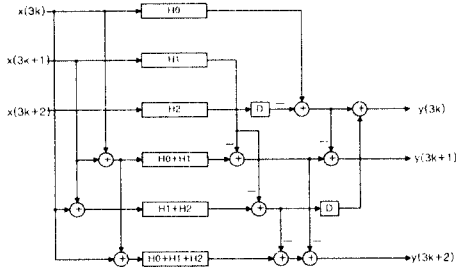 x(3k)
H0
x(3k+1)
H1
x(3k+2)
H2
D
y(3k)
H0+H1
y(3k+1)
H1+H2
D
H0+H1+H2
y(3k+2)